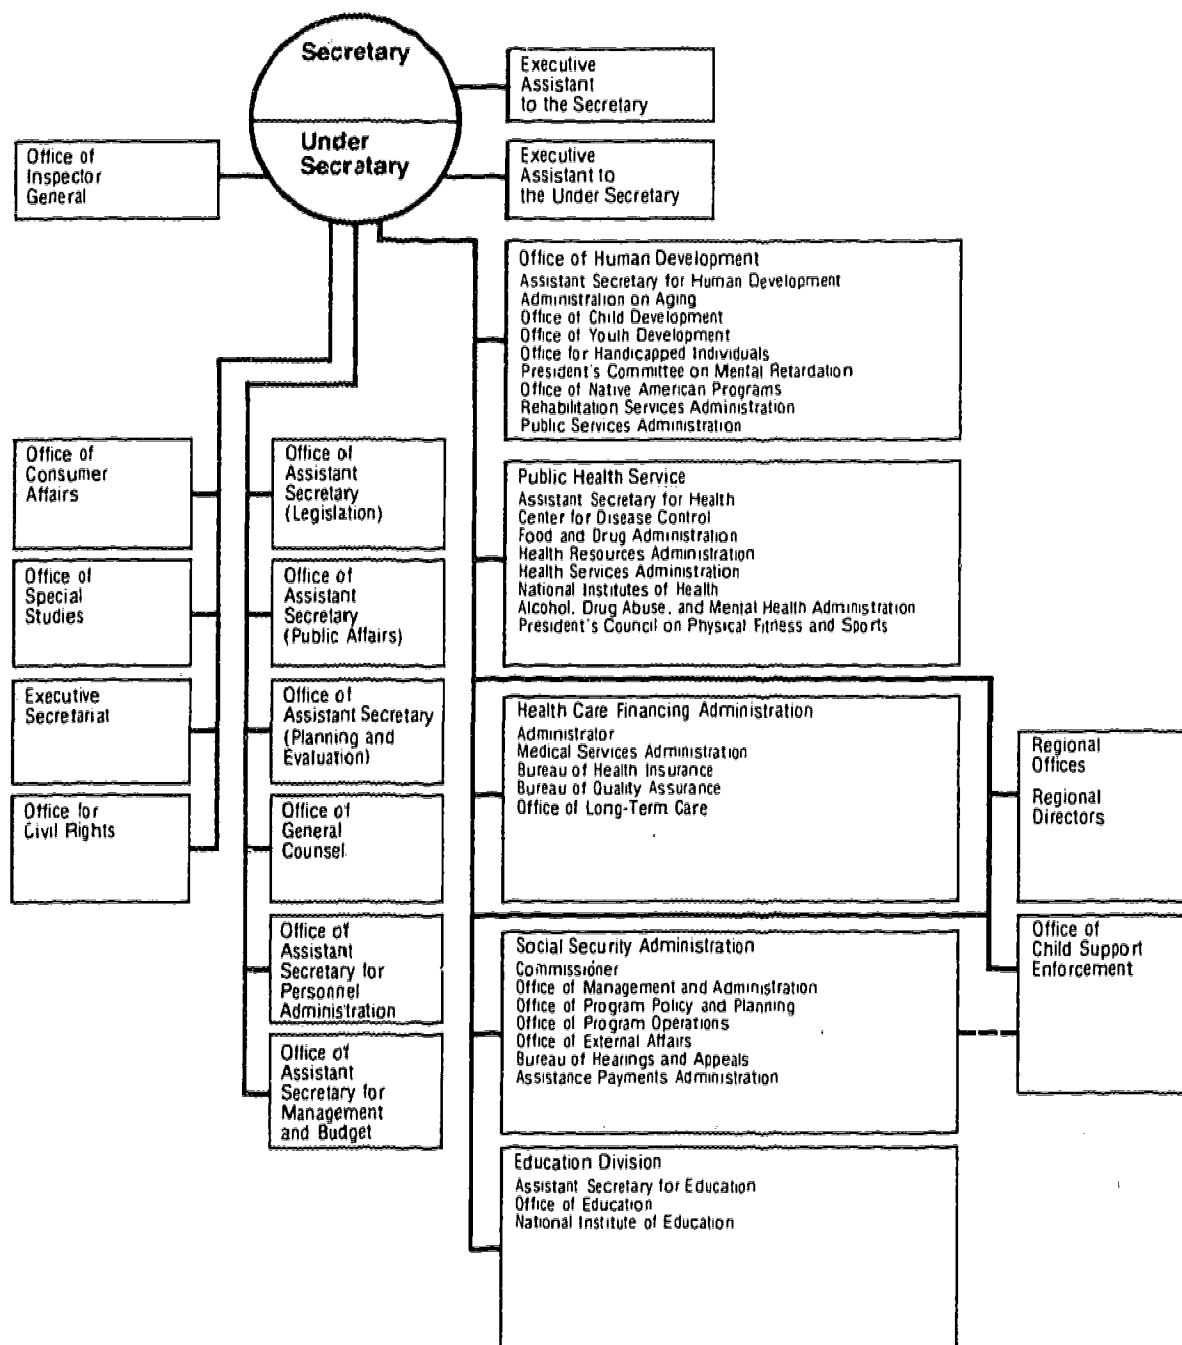 Secretary
Under
Secratary
Executive
Assistant
to the Secretary
Executive
Assistant to
the Under Secretary
Office of
Inspector
General
Office of Human Development
Assistant Secretary for Human Development
Administration on Aging
Office of Child Development
Office of Youth Development
Office for Handicapped Individuals
President's Committee on Mental Retardation
Office of Native American Programs
Rehabilitation Services Administration
Public Services Administration
Office of
Consumer
Affairs
Office of
Special
Studies
Executive
Secretariat
Office for
Civil Rights
Office of
Assistant
Secretary
(Legislation)
Office of
Assistant
Secretary
(Public Affairs)
Office of
Assistant Secretary
(Planning and
Evaluation)
Office of
General
Counsel
Office of
Assistant
Secretary for
Personnel
Administration
Office of
Assistant
Secretary for
Management
and Budget
Public Health Service
Assistant Secretary for Health
Center for Disease Control
Food and Drug Administration
Health Resources Administration
Health Services Administration
National Institutes of Health
Alcohol, Drug Abuse, and Mental Health Administration
President's Council on Physical Fitness and Sports
Health Care Financing Administration
Administrator
Medical Services Administration
Bureau of Health Insurance
Bureau of Quality Assurance
Office of Long-Term Care
Regional
Offices
Regional
Directors
Social Security Administration
Commissioner
Office of Management and Administration
Office of Program Policy and Planning
Office of Program Operations
Office of External Affairs
Bureau of Hearings and Appeals
Assistance Payments Administration
Office of
Child Support
Enforcement
Education Division
Assistant Secretary for Education
Office of Education
National Institute of Education